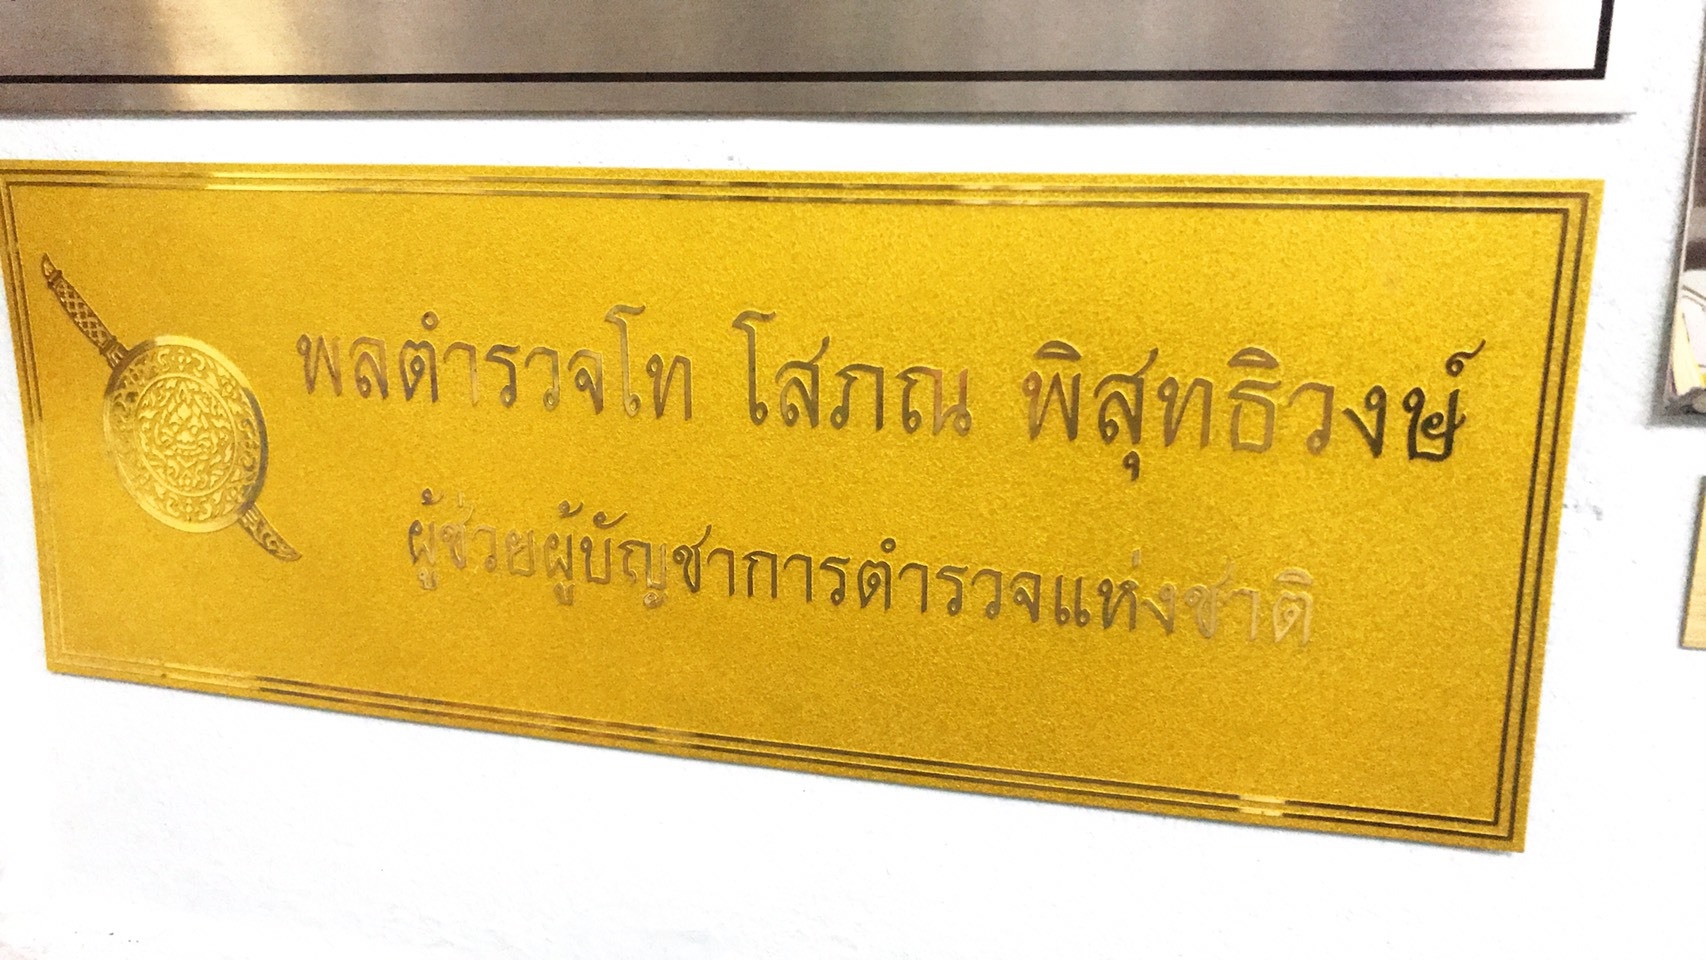 พลตำรวจโท โสภณ พิสุทธิวงษ์
ผู้ช่วยผู้บัญชาการตำรวจแห่งชาติ